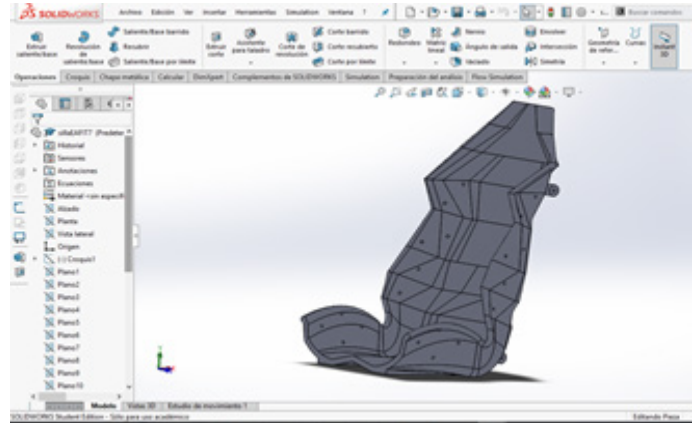 SOLIDWORKS Archivo Edición Ver Insertar Herramientas Simulation Ventana ? Buscar comandos
Extruir saliente/base
Revolución de saliente/base
Saliente/Base barrido
Recubrir
Saliente/Base por límite
Extruir corte
Asistente para taladro
Corte de revolución
Corte barrido
Corte recubierto
Corte por límite
Redondeo
Matriz lineal
Nervio
Ángulo de salida
Vaciado
Envolver
Intersección
Simetría
Geometría de refer...
Curvas
Instant 3D
Operaciones Croquis Chapa metálica Calcular DimXpert Complementos de SOLIDWORKS Simulation Preparación del análisis Flow Simulation
Historial
Sensores
Anotaciones
Ecuaciones
Material <sin especifi
Alzado
Planta
Vista lateral
Origen
(-) Croquis1
Plano1
Plano2
Plano3
Plano4
Plano5
Plano6
Plano7
Plano8
Plano9
Plano10
Modelo Vistas 3D Estudio de movimiento 1
SOLIDWORKS Student Edition - Sólo para uso académico Editando Pieza